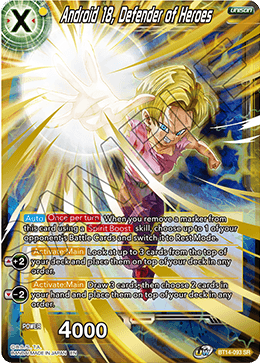 X
UNISON
Android 18, Defender of Heroes
Auto Once per turn When you remove a marker from
this card using a Spirit Boost skill, choose up to 1 of your
opponent's Battle Cards and switch it to Rest Mode.
-2 Activate:Main Look at up to 3 cards from the top of
your deck and place them on top of your deck in any
order.
-2 Activate:Main Draw 3 cards, then choose 2 cards in
your hand and place them on top of your deck in any
order.
POWER
4000
BANDAI MADE IN JAPAN
BT14-093 SR